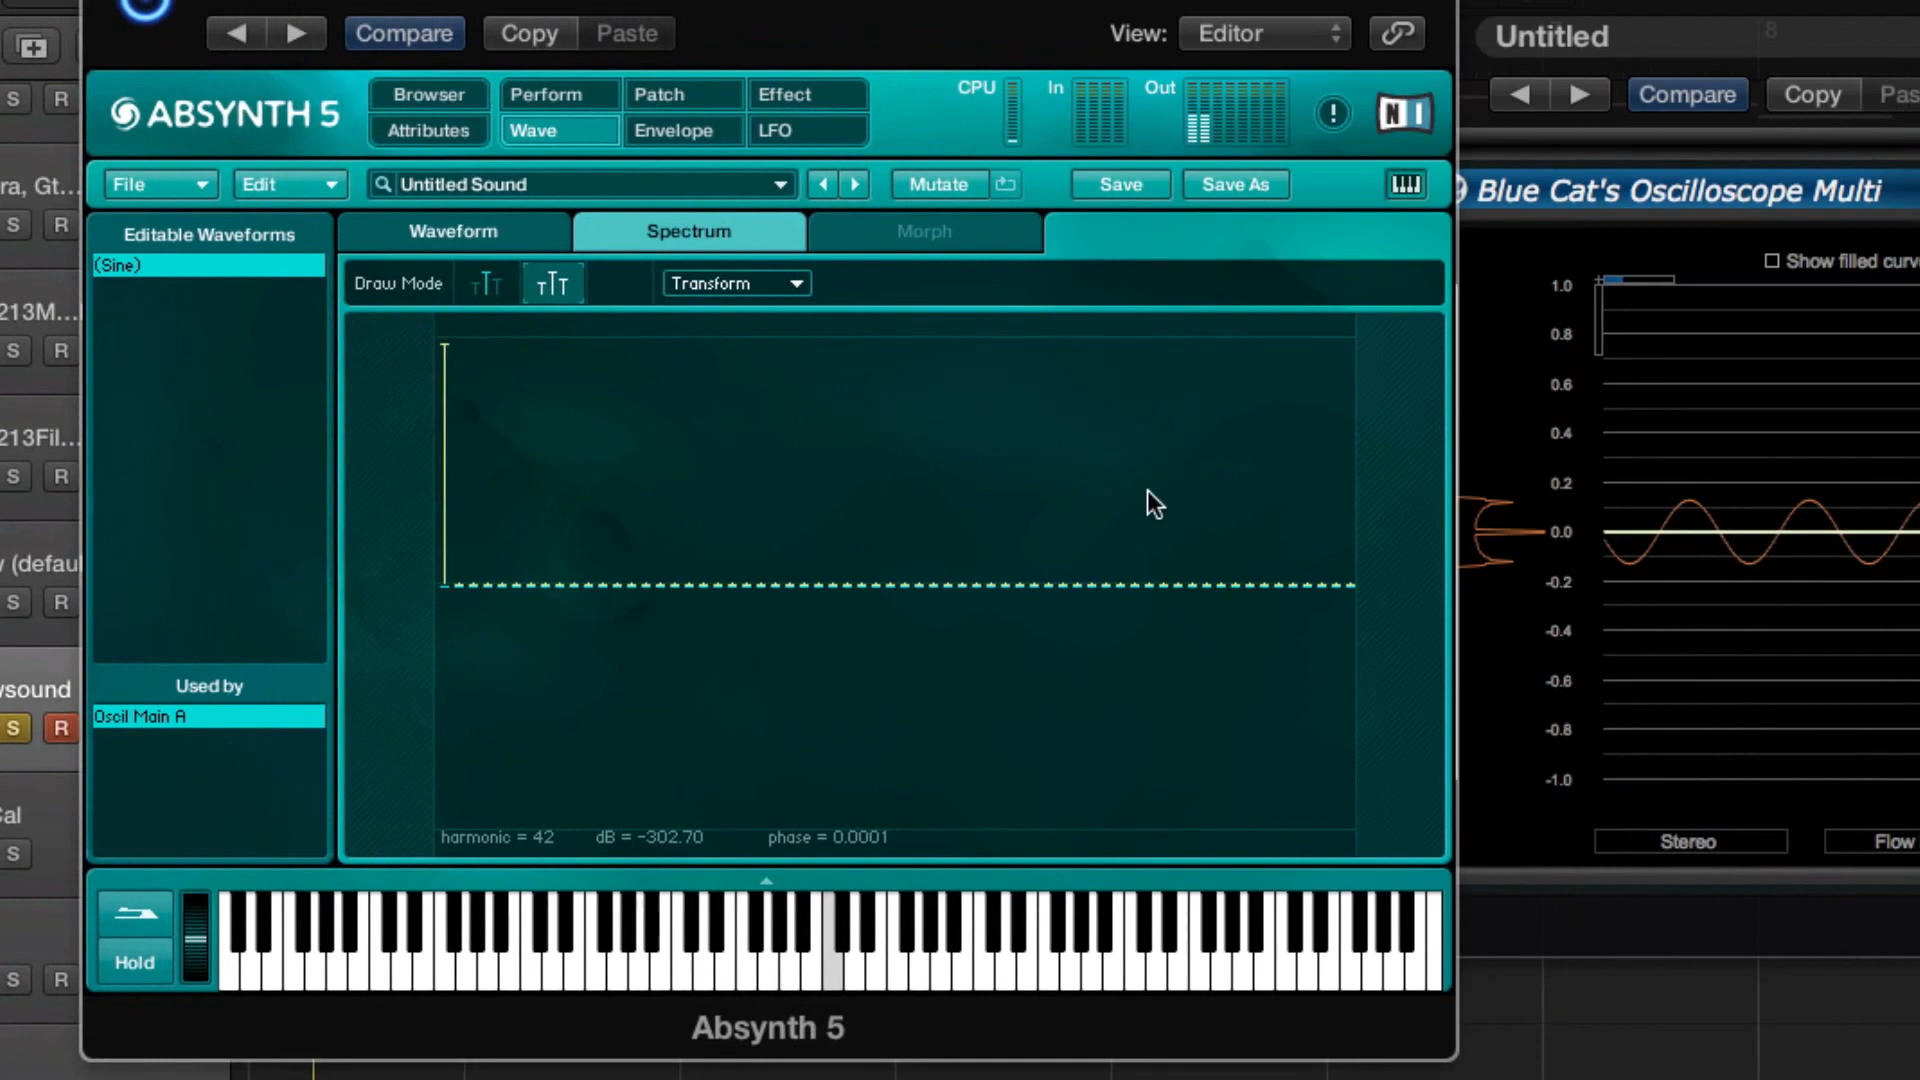 Compare Copy Paste View: Editor
ABSYNTH 5
Browser Perform Patch Effect
Attributes Wave Envelope LFO
CPU In Out
NI
File Edit Untitled Sound Mutate Save Save As
Editable Waveforms
(Sine)
Waveform Spectrum Morph
Draw Mode Transform
Used by
Oscil Main A
harmonic = 42 dB = -302.70 phase = 0.0001
Hold
Absynth 5
S R
ra, Gt...
S R
213M...
S R
213Fil...
S R
(defau
S R
wsound
S R
Cal
S
S R
Untitled
8
Compare Copy Pas
Blue Cat's Oscilloscope Multi
Show filled curv
1.0
0.8
0.6
0.4
0.2
0.0
-0.2
-0.4
-0.6
-0.8
-1.0
Stereo Flow